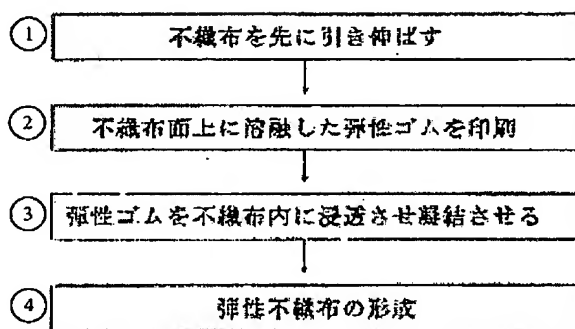 ① 不織布を先に引き伸ばす
② 不織布面上に溶融した弾性ゴムを印刷
③ 弾性ゴムを不織布内に浸透させ凝結させる
④ 弾性不織布の形成